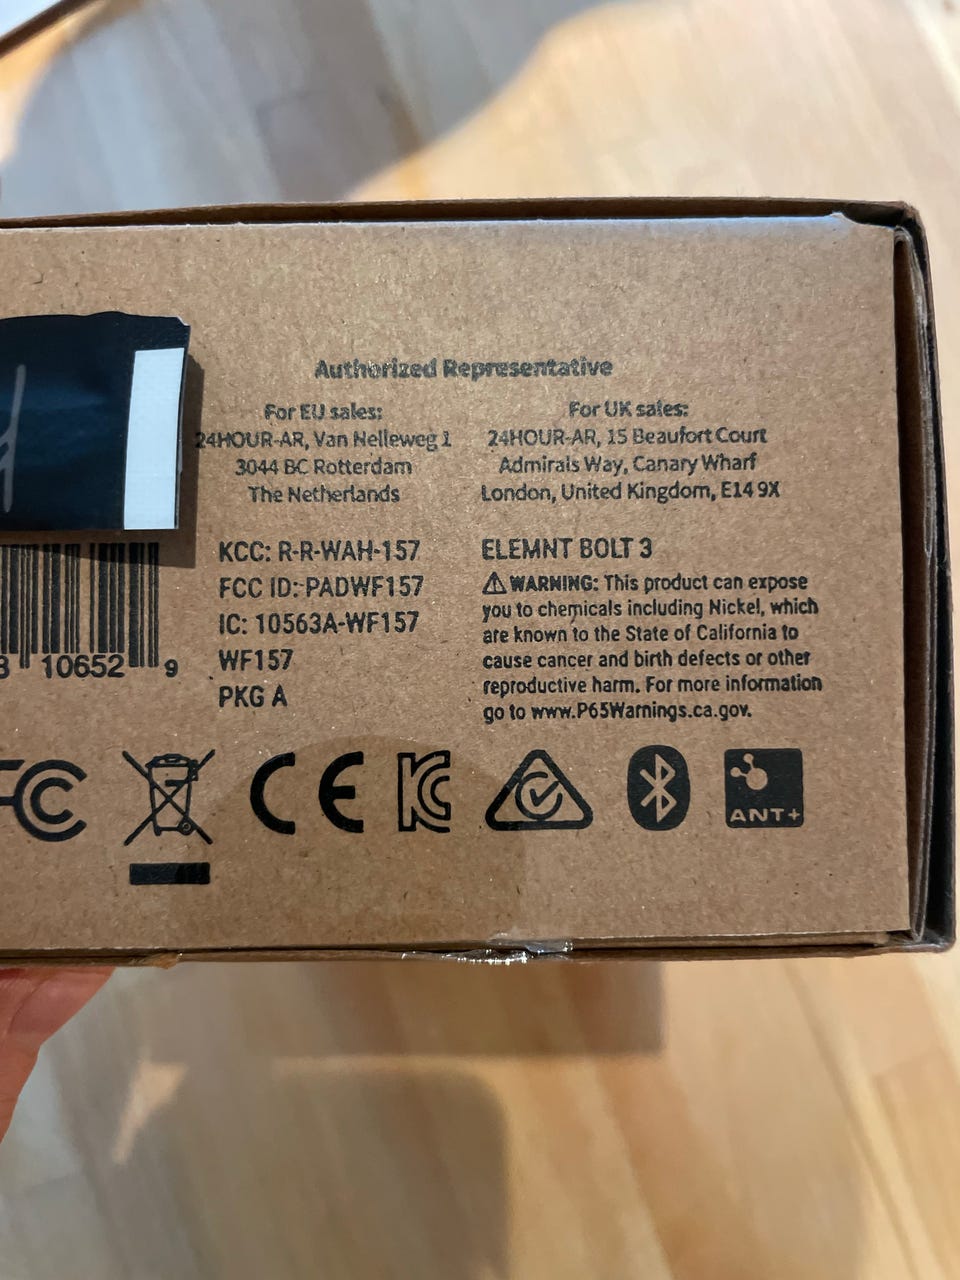 Authorized Representative
For EU sales:
24HOUR-AR, Van Nelleweg 1
3044 BC Rotterdam
The Netherlands
For UK sales:
24HOUR-AR, 15 Beaufort Court
Admirals Way, Canary Wharf
London, United Kingdom, E14 9X
KCC: R-R-WAH-157
FCC ID: PADWF157
IC: 10563A-WF157
WF157
PKG A
ELEMNT BOLT 3
⚠ WARNING: This product can expose
you to chemicals including Nickel, which
are known to the State of California to
cause cancer and birth defects or other
reproductive harm. For more information
go to www.P65Warnings.ca.gov.
10652 9
FC
CE
KC
ANT+